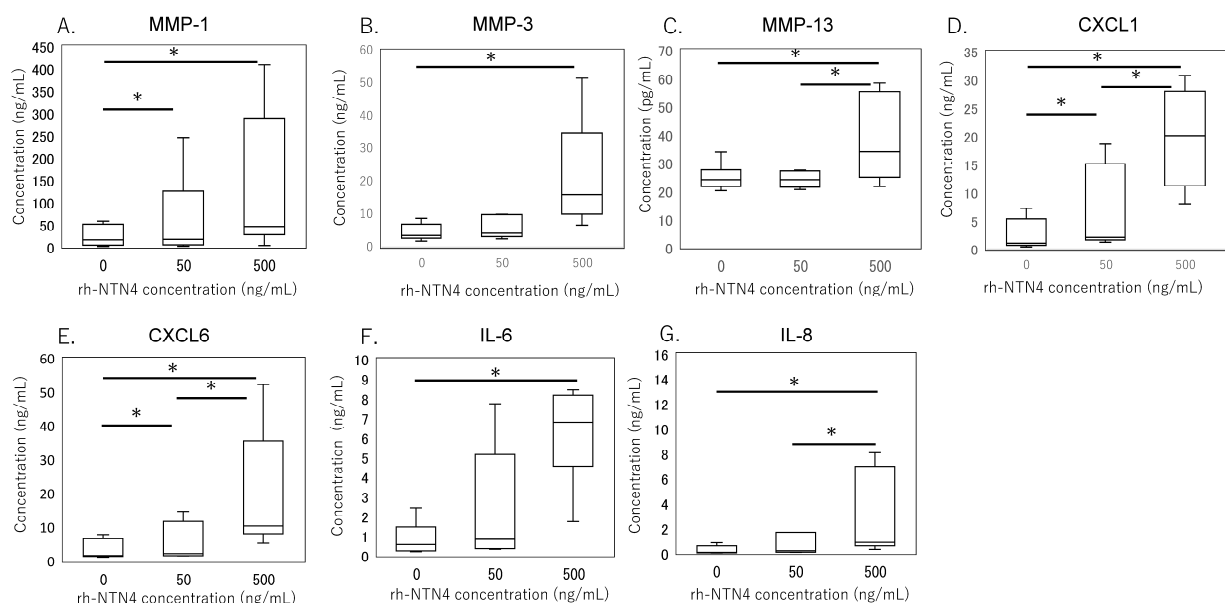 A. MMP-1
Concentration (ng/mL)
450
400
350
300
250
200
150
100
50
0
*
*
0 50 500
rh-NTN4 concentration (ng/mL)
B. MMP-3
Concentration (ng/mL)
60
50
40
30
20
10
0
*
0 50 500
rh-NTN4 concentration (ng/mL)
C. MMP-13
Concentration (pg/mL)
70
60
50
40
30
20
10
0
*
*
0 50 500
rh-NTN4 concentration (ng/mL)
D. CXCL1
Concentration (ng/mL)
35
30
25
20
15
10
5
0
*
*
*
0 50 500
rh-NTN4 concentration (ng/mL)
E. CXCL6
Concentration (ng/mL)
60
50
40
30
20
10
0
*
*
*
0 50 500
rh-NTN4 concentration (ng/mL)
F. IL-6
Concentration (ng/mL)
10
9
8
7
6
5
4
3
2
1
0
*
0 50 500
rh-NTN4 concentration (ng/mL)
G. IL-8
Concentration (ng/mL)
16
14
12
10
8
6
4
2
0
*
*
0 50 500
rh-NTN4 concentration (ng/mL)